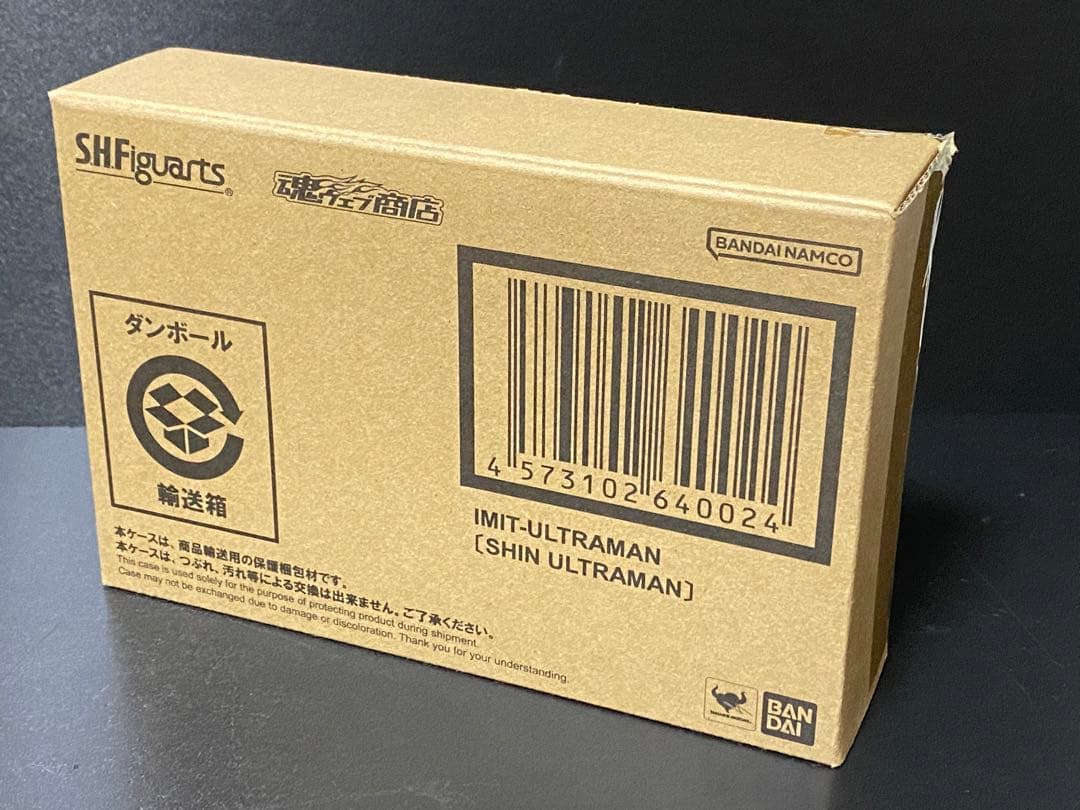 S.H.Figuarts®
魂ウェブ商店
BANDAI NAMCO
ダンボール
輸送箱
4 573102 640024
IMIT-ULTRAMAN
[SHIN ULTRAMAN]
本ケースは、商品輸送用の保護梱包材です。
本ケースは、つぶれ、汚れ等による交換は出来ません。ご了承ください。
This case is used solely for the purpose of protecting product during shipment.
Case may not be exchanged due to damage or discoloration. Thank you for your understanding.
BAN
DAI